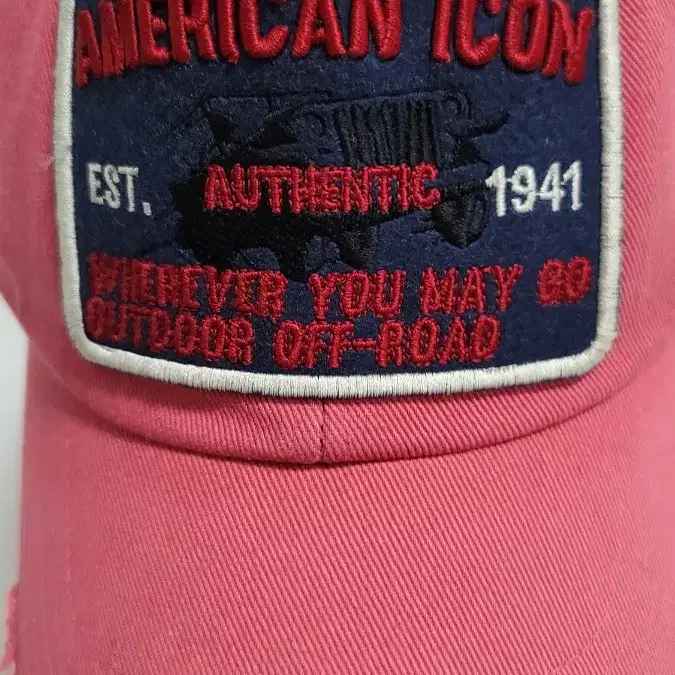 AMERICAN ICON
EST. AUTHENTIC 1941
WHEREVER YOU MAY GO
OUTDOOR OFF-ROAD